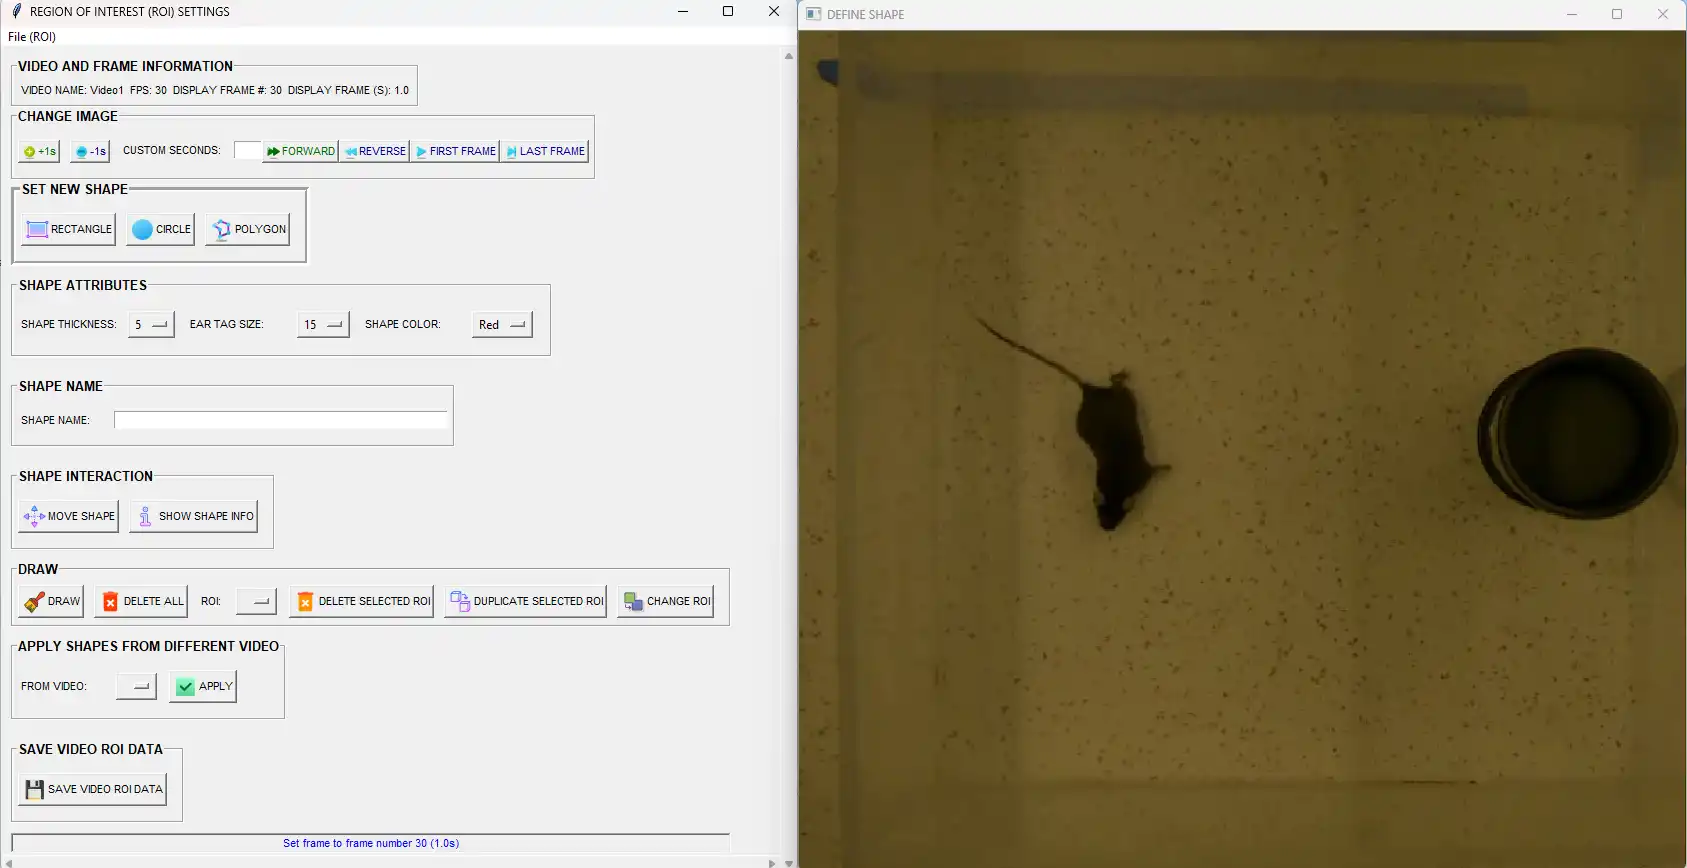 REGION OF INTEREST (ROI) SETTINGS
File (ROI)
VIDEO AND FRAME INFORMATION
VIDEO NAME: Video1 FPS: 30 DISPLAY FRAME #: 30 DISPLAY FRAME (S): 1.0
CHANGE IMAGE
+1s -1s CUSTOM SECONDS: FORWARD REVERSE FIRST FRAME LAST FRAME
SET NEW SHAPE
RECTANGLE CIRCLE POLYGON
SHAPE ATTRIBUTES
SHAPE THICKNESS: 5 EAR TAG SIZE: 15 SHAPE COLOR: Red
SHAPE NAME
SHAPE NAME:
SHAPE INTERACTION
MOVE SHAPE SHOW SHAPE INFO
DRAW
DRAW DELETE ALL ROI: DELETE SELECTED ROI DUPLICATE SELECTED ROI CHANGE ROI
APPLY SHAPES FROM DIFFERENT VIDEO
FROM VIDEO: APPLY
SAVE VIDEO ROI DATA
SAVE VIDEO ROI DATA
Set frame to frame number 30 (1.0s)
DEFINE SHAPE